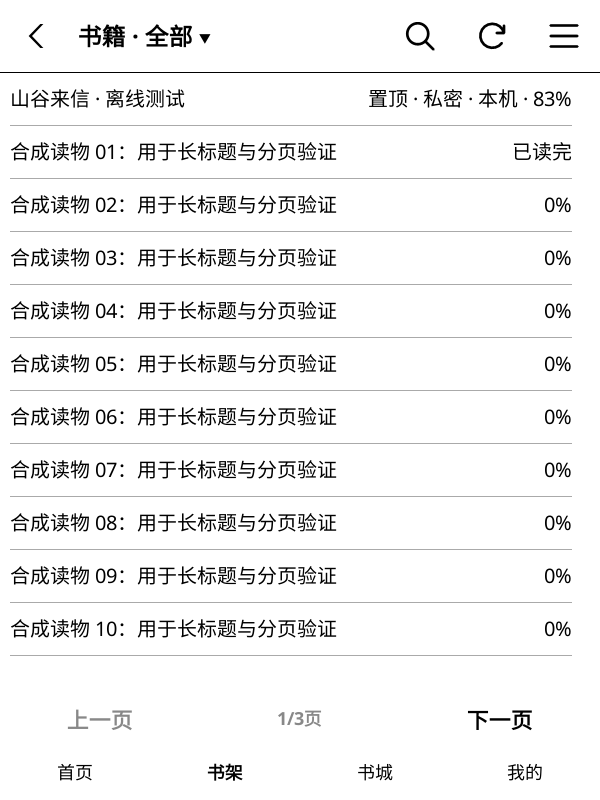 书籍 · 全部 ▾
山谷来信 · 离线测试 置顶 · 私密 · 本机 · 83%
合成读物 01：用于长标题与分页验证 已读完
合成读物 02：用于长标题与分页验证 0%
合成读物 03：用于长标题与分页验证 0%
合成读物 04：用于长标题与分页验证 0%
合成读物 05：用于长标题与分页验证 0%
合成读物 06：用于长标题与分页验证 0%
合成读物 07：用于长标题与分页验证 0%
合成读物 08：用于长标题与分页验证 0%
合成读物 09：用于长标题与分页验证 0%
合成读物 10：用于长标题与分页验证 0%
上一页 1/3页 下一页
首页 书架 书城 我的